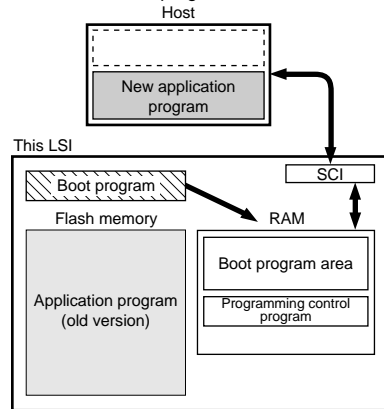 Host
New application
program
This LSI
SCI
Boot program
Flash memory
RAM
Boot program area
Programming control
program
Application program
(old version)